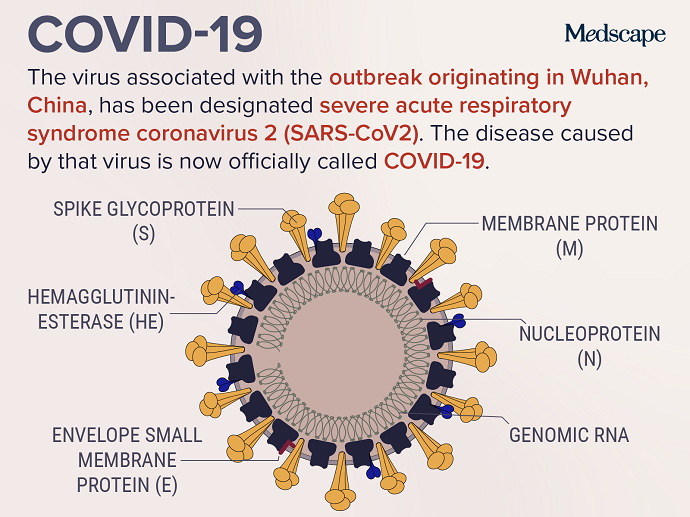 COVID-19
Medscape
The virus associated with the outbreak originating in Wuhan,
China, has been designated severe acute respiratory
syndrome coronavirus 2 (SARS-CoV2). The disease caused
by that virus is now officially called COVID-19.
SPIKE GLYCOPROTEIN
(S)
MEMBRANE PROTEIN
(M)
HEMAGGLUTININ-
ESTERASE (HE)
NUCLEOPROTEIN
(N)
ENVELOPE SMALL
MEMBRANE
PROTEIN (E)
GENOMIC RNA